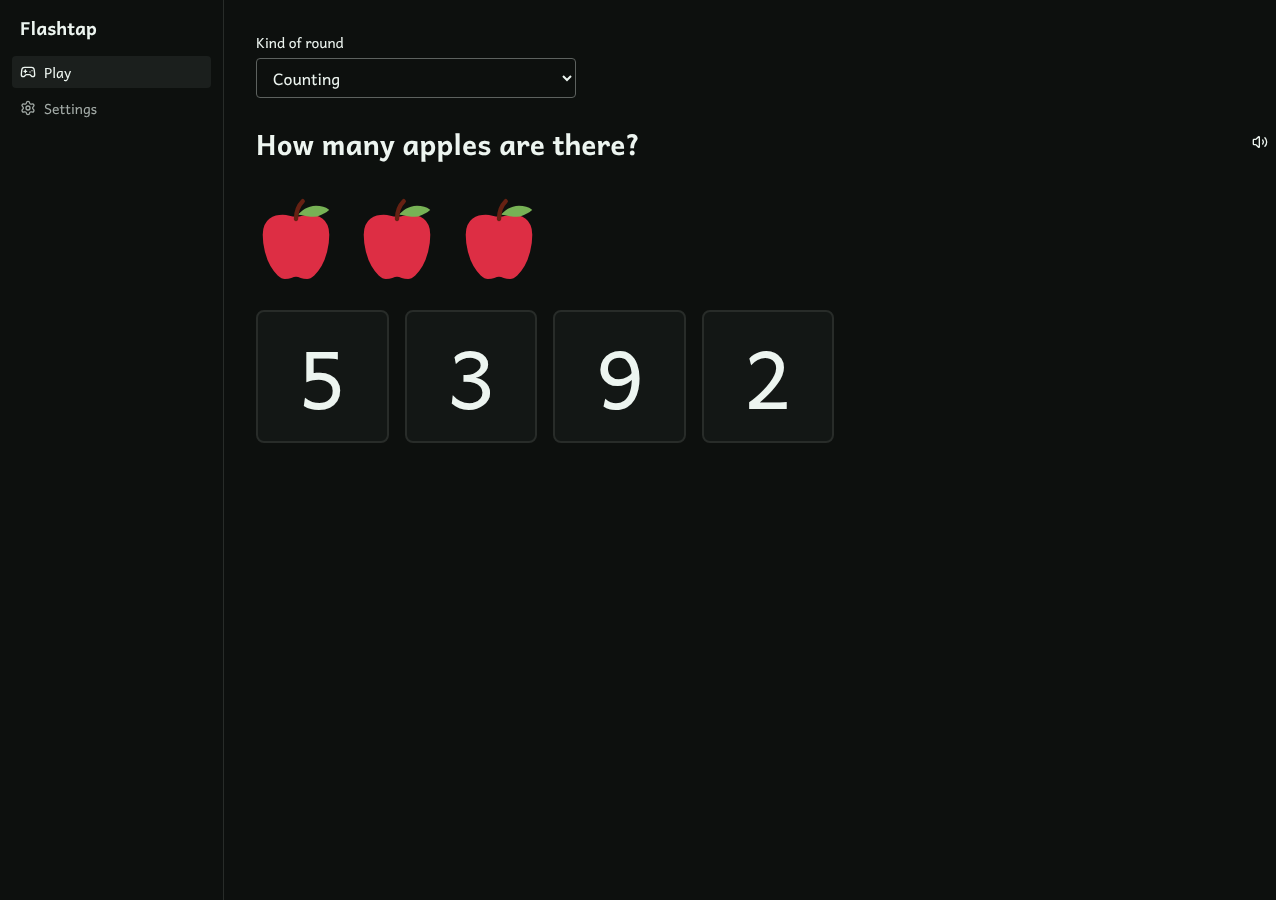 Flashtap
Play
Settings
Kind of round
Counting
How many apples are there?
5 3 9 2